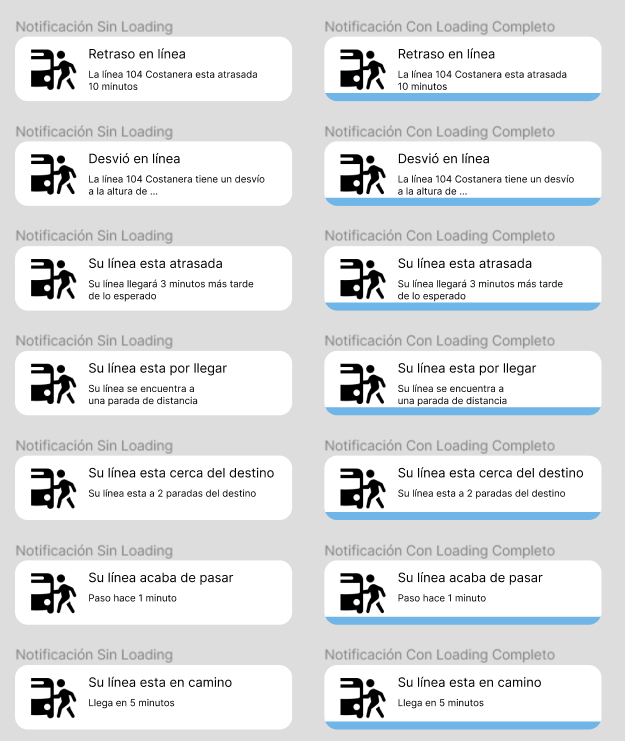 Notificación Sin Loading
Notificación Con Loading Completo
Retraso en línea
La línea 104 Costanera esta atrasada
10 minutos
Retraso en línea
La línea 104 Costanera esta atrasada
10 minutos
Notificación Sin Loading
Notificación Con Loading Completo
Desvió en línea
La línea 104 Costanera tiene un desvío
a la altura de ...
Desvió en línea
La línea 104 Costanera tiene un desvío
a la altura de ...
Notificación Sin Loading
Notificación Con Loading Completo
Su línea esta atrasada
Su línea llegará 3 minutos más tarde
de lo esperado
Su línea esta atrasada
Su línea llegará 3 minutos más tarde
de lo esperado
Notificación Sin Loading
Notificación Con Loading Completo
Su línea esta por llegar
Su línea se encuentra a
una parada de distancia
Su línea esta por llegar
Su línea se encuentra a
una parada de distancia
Notificación Sin Loading
Notificación Con Loading Completo
Su línea esta cerca del destino
Su línea esta a 2 paradas del destino
Su línea esta cerca del destino
Su línea esta a 2 paradas del destino
Notificación Sin Loading
Notificación Con Loading Completo
Su línea acaba de pasar
Paso hace 1 minuto
Su línea acaba de pasar
Paso hace 1 minuto
Notificación Sin Loading
Notificación Con Loading Completo
Su línea esta en camino
Llega en 5 minutos
Su línea esta en camino
Llega en 5 minutos